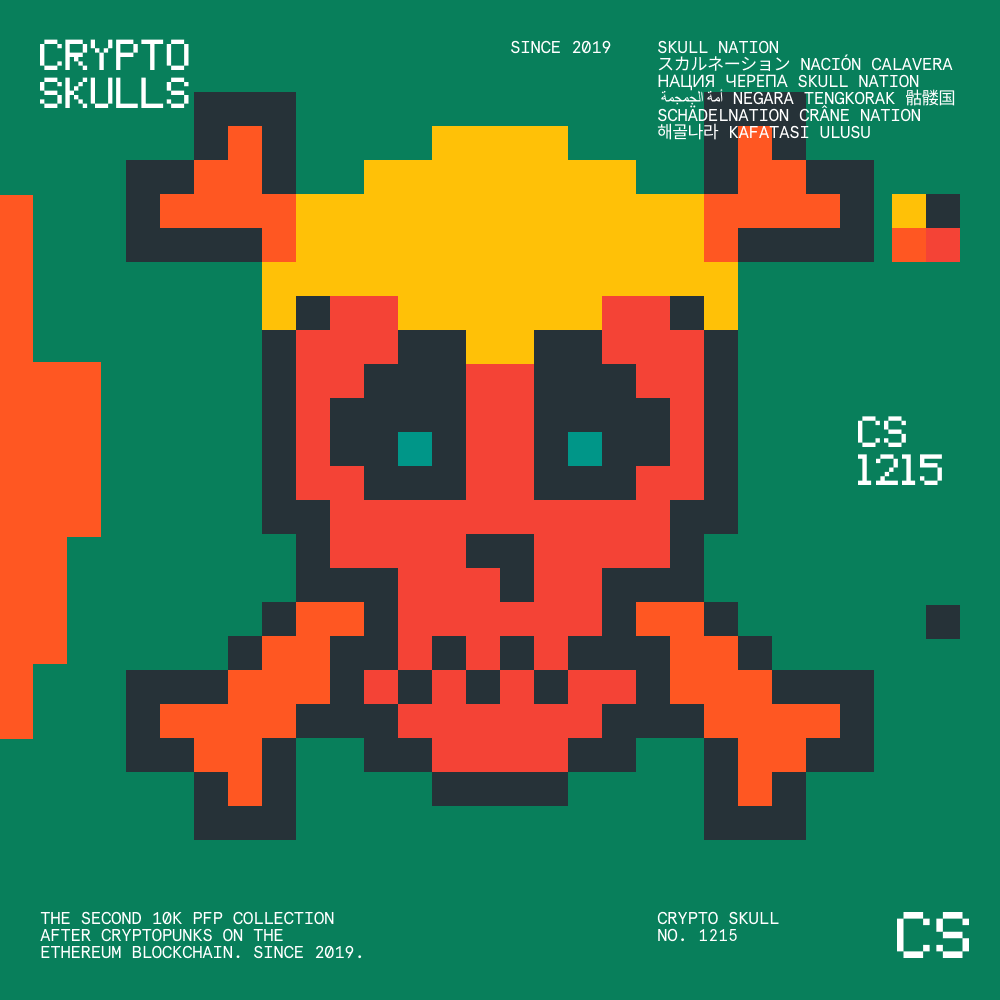 CRYPTO
SKULLS
SINCE 2019
SKULL NATION
スカルネーション NACIÓN CALAVERA
НАЦИЯ ЧЕРЕПА SKULL NATION
أمة الجمجمة NEGARA TENGKORAK 骷髅国
SCHÄDELNATION CRÂNE NATION
해골나라 KAFATASI ULUSU
CS
1215
THE SECOND 10K PFP COLLECTION
AFTER CRYPTOPUNKS ON THE
ETHEREUM BLOCKCHAIN. SINCE 2019.
CRYPTO SKULL
NO. 1215
CS